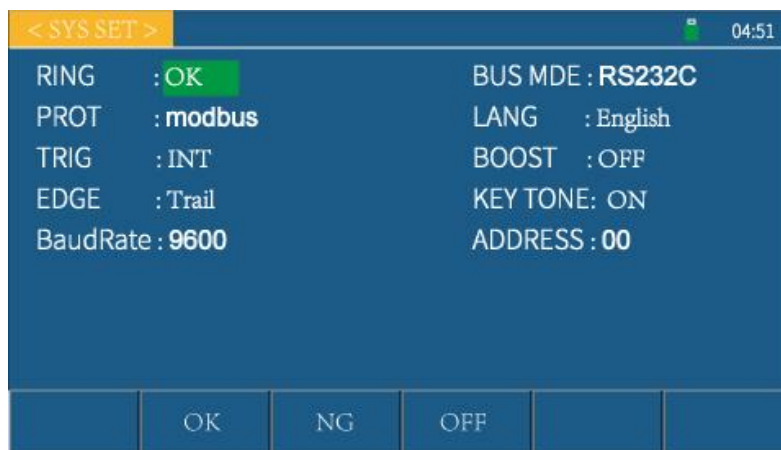 < SYS SET > 04:51
RING : OK BUS MDE : RS232C
PROT : modbus LANG : English
TRIG : INT BOOST : OFF
EDGE : Trail KEY TONE: ON
BaudRate : 9600 ADDRESS : 00
OK NG OFF